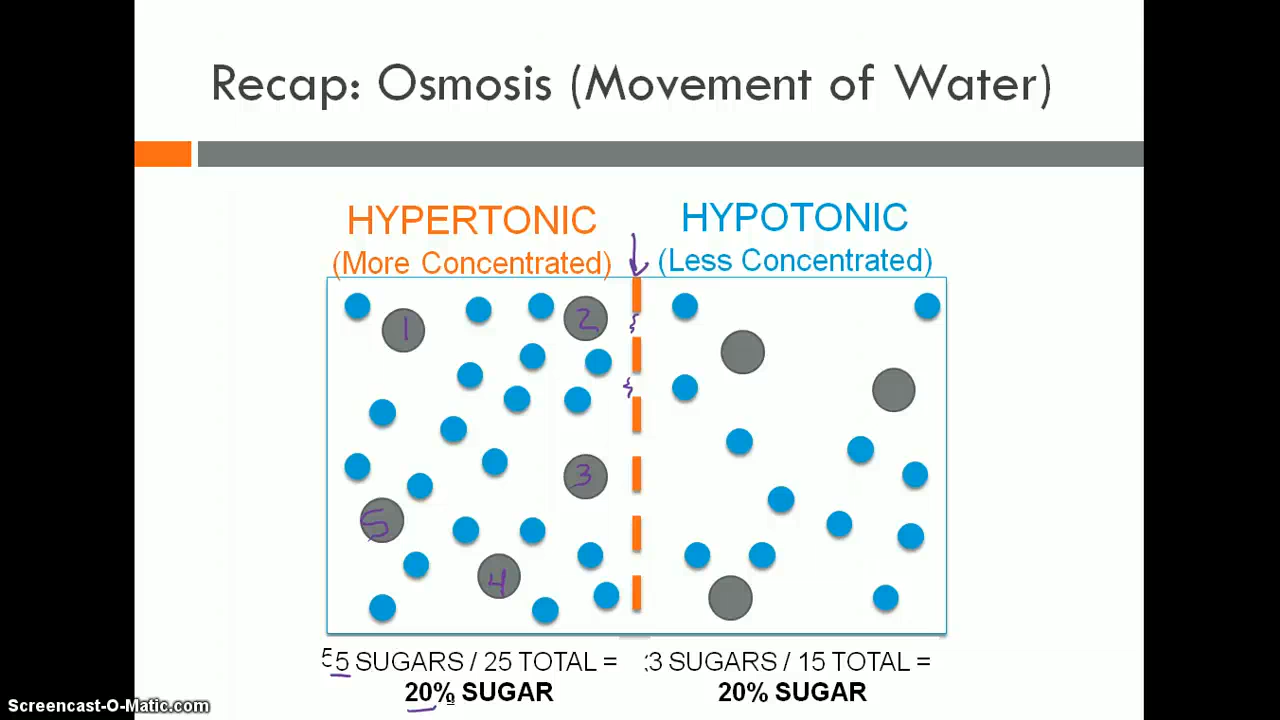 Recap: Osmosis (Movement of Water)
HYPERTONIC
(More Concentrated)
HYPOTONIC
(Less Concentrated)
1
2
3
5
4
55 SUGARS / 25 TOTAL =
20% SUGAR
3 SUGARS / 15 TOTAL =
20% SUGAR
Screencast-O-Matic.com